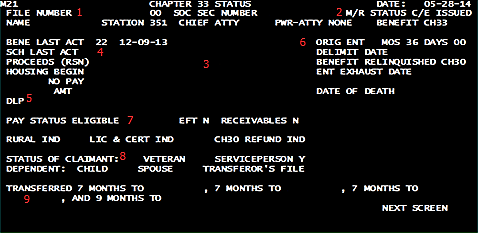 M21 CHAPTER 33 STATUS DATE: 05-28-14
FILE NUMBER 1 00 SOC SEC NUMBER 2 M/R STATUS C/E ISSUED
NAME STATION 351 CHIEF ATTY PWR-ATTY NONE BENEFIT CH33
BENE LAST ACT 22 12-09-13 6 ORIG ENT MOS 36 DAYS 00
SCH LAST ACT 4 DELIMIT DATE
PROCEEDS (RSN) 3 BENEFIT RELINQUISHED CH30
HOUSING BEGIN ENT EXHAUST DATE
NO PAY
AMT DATE OF DEATH
DLP 5
PAY STATUS ELIGIBLE 7 EFT N RECEIVABLES N
RURAL IND LIC & CERT IND CH30 REFUND IND
STATUS OF CLAIMANT: 8 VETERAN SERVICEPERSON Y
DEPENDENT: CHILD SPOUSE TRANSFEROR'S FILE
TRANSFERRED 7 MONTHS TO , 7 MONTHS TO , 7 MONTHS TO
9 , AND 9 MONTHS TO
NEXT SCREEN